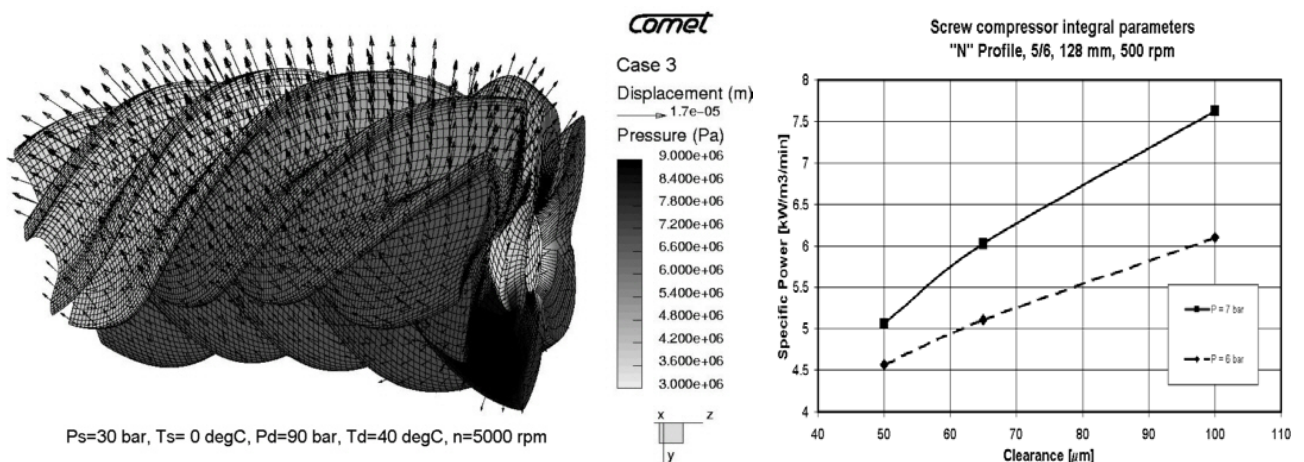 Comet
Case 3
Displacement (m)
1.7e-05
Pressure (Pa)
9.000e+06
8.400e+06
7.800e+06
7.200e+06
6.600e+06
6.000e+06
5.400e+06
4.800e+06
4.200e+06
3.600e+06
3.000e+06
x z
y
Ps=30 bar, Ts= 0 degC, Pd=90 bar, Td=40 degC, n=5000 rpm
Screw compressor integral parameters
"N" Profile, 5/6, 128 mm, 500 rpm
Specific Power [kW/m3/min]
8
7.5
7
6.5
6
5.5
5
4.5
4
P = 7 bar
P = 6 bar
40 50 60 70 80 90 100 110
Clearance [μm]